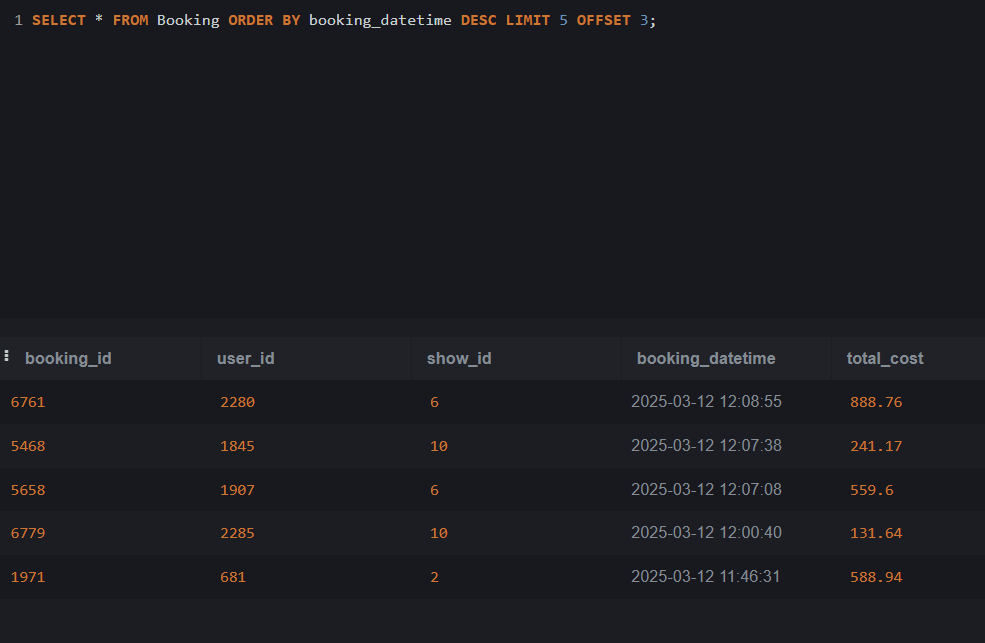 1 SELECT * FROM Booking ORDER BY booking_datetime DESC LIMIT 5 OFFSET 3;
booking_id user_id show_id booking_datetime total_cost
6761 2280 6 2025-03-12 12:08:55 888.76
5468 1845 10 2025-03-12 12:07:38 241.17
5658 1907 6 2025-03-12 12:07:08 559.6
6779 2285 10 2025-03-12 12:00:40 131.64
1971 681 2 2025-03-12 11:46:31 588.94